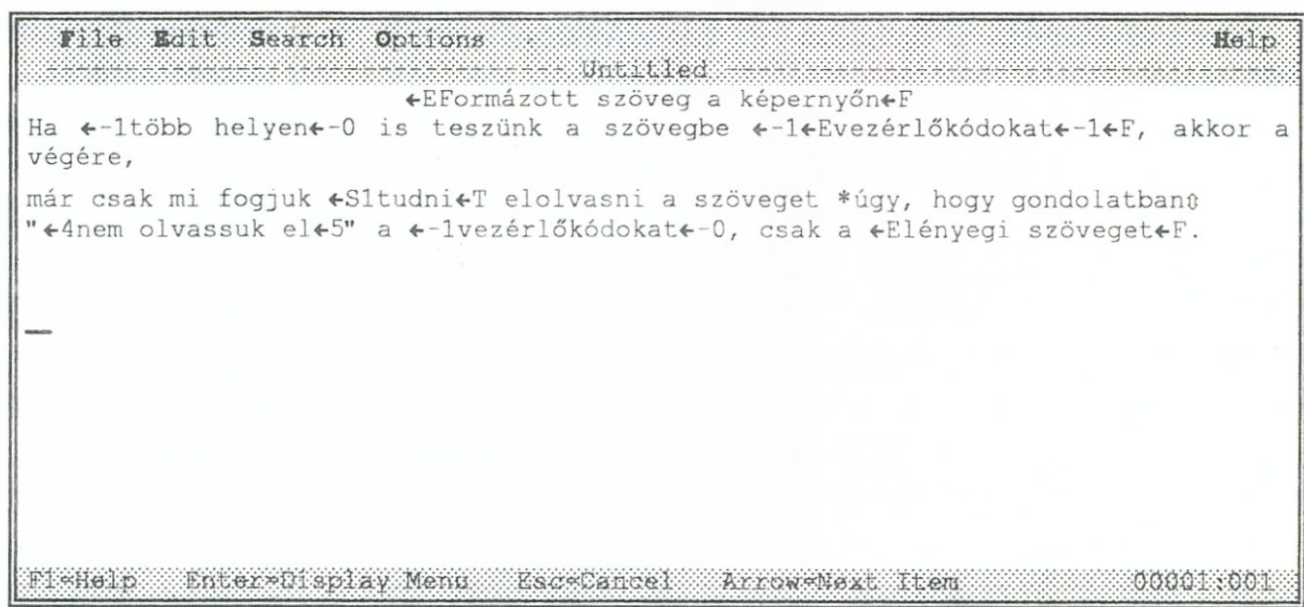 File Edit Search Options Help
Untitled
←EFormázott szöveg a képernyőn←F
Ha ←-1több helyen←-0 is teszünk a szövegbe ←-1←Evezérlőkódokat←-1←F, akkor a
végére,
már csak mi fogjuk ←S1tudni←T elolvasni a szöveget *úgy, hogy gondolatban⇕
"←4nem olvassuk el←5" a ←-1vezérlőkódokat←-0, csak a ←Elényegi szöveget←F.
F1=Help Enter=Display Menu Esc=Cancel Arrow=Next Item 00001:001